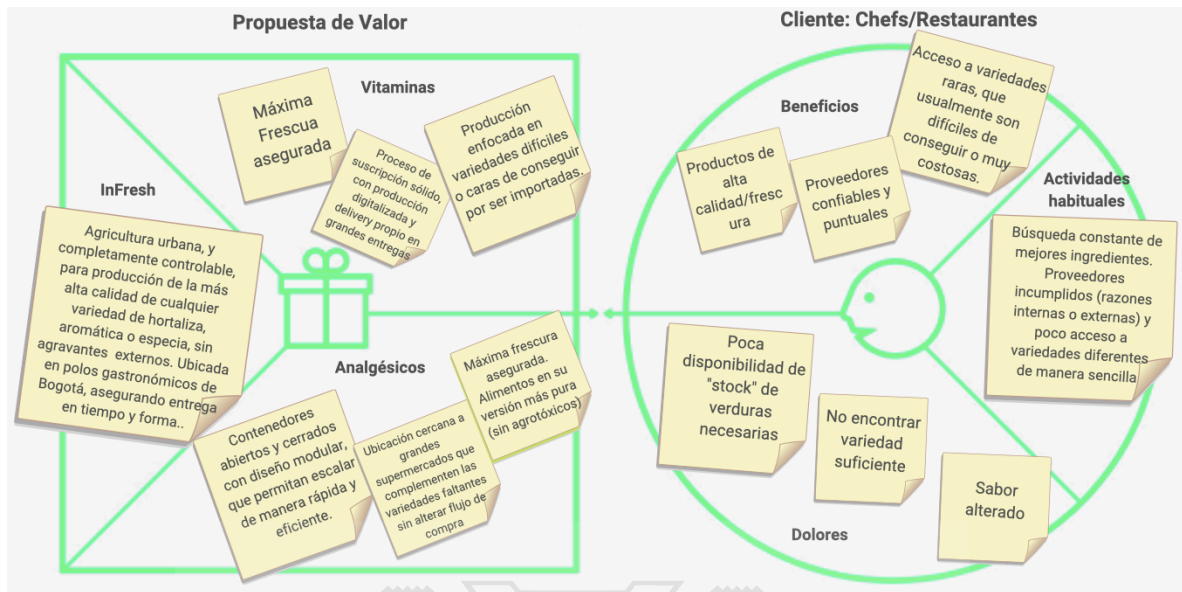 Propuesta de Valor
Vitaminas
Máxima
Frescua
asegurada
Proceso de
suscripción sólido,
con producción
digitalizada y
delivery propio en
grandes entregas
Producción
enfocada en
variedades difíciles
o caras de conseguir
por ser importadas.
InFresh
Agricultura urbana, y
completamente controlable,
para producción de la más
alta calidad de cualquier
variedad de hortaliza,
aromática o especia, sin
agravantes externos. Ubicada
en polos gastronómicos de
Bogotá, asegurando entrega
en tiempo y forma..
Analgésicos
Contenedores
abiertos y cerrados
con diseño modular,
que permitan escalar
de manera rápida y
eficiente.
Ubicación cercana a
grandes
supermercados que
complementen las
variedades faltantes
sin alterar flujo de
compra
Máxima frescura
asegurada.
Alimentos en su
versión más pura
(sin agrotóxicos)
Cliente: Chefs/Restaurantes
Beneficios
Productos de
alta
calidad/fresc
ura
Proveedores
confiables y
puntuales
Acceso a variedades
raras, que
usualmente son
difíciles de
conseguir o muy
costosas.
Actividades
habituales
Búsqueda constante de
mejores ingredientes.
Proveedores
incumplidos (razones
internas o externas) y
poco acceso a
variedades diferentes
de manera sencilla
Poca
disponibilidad de
"stock" de
verduras
necesarias
No encontrar
variedad
suficiente
Sabor
alterado
Dolores